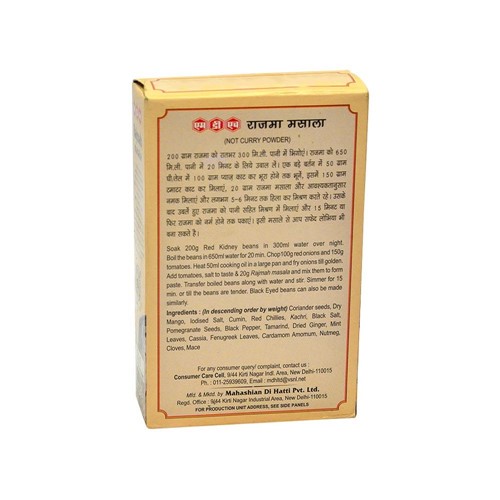 एम डी एच राजमा मसाला
(NOT CURRY POWDER)
200 ग्राम राजमा को रातभर 300 मि.ली. पानी में भिगोएं। राजमा को 650
मि.ली. पानी में 20 मिनट के लिये उबाल लें। एक बड़े बर्तन में 50 ग्राम
घी/तेल में 100 ग्राम प्याज़ काट कर भूरा होने तक भूनें, इसमें 150 ग्राम
टमाटर काट कर मिलाएं, 20 ग्राम राजमा मसाला और आवश्यकतानुसार
नमक मिलाएं और लगभग 5-6 मिनट तक हिला कर मिश्रण करते रहें। उसके
बाद उबले हुए राजमा को पानी सहित मिश्रण में मिलाएं और 15 मिनट या
फिर राजमा को नर्म होने तक पकाएं। इसी मसाले से आप सफेद लोभिया भी
बना सकते हैं।
Soak 200g Red Kidney beans in 300ml water over night.
Boil the beans in 650ml water for 20 min. Chop100g red onions and 150g
tomatoes. Heat 50ml cooking oil in a large pan and fry onions till golden.
Add tomatoes, salt to taste & 20g Rajmah masala and mix them to form
paste. Transfer boiled beans along with water and stir. Simmer for 15
min. or till the beans are tender. Black Eyed beans can also be made
similarly.
Ingredients : (In descending order by weight) Coriander seeds, Dry
Mango, Iodised Salt, Cumin, Red Chillies, Kachri, Black Salt,
Pomegranate Seeds, Black Pepper, Tamarind, Dried Ginger, Mint
Leaves, Cassia, Fenugreek Leaves, Cardamom Amomum, Nutmeg,
Cloves, Mace
For any consumer query/ complaint, contact us :
Consumer Care Cell, 9/44 Kirti Nagar Indl. Area, New Delhi-110015
Ph. : 011-25939609, Email : mdhltd@vsnl.net
Mfd. & Mktd. by Mahashian Di Hatti Pvt. Ltd.
Regd. Office : 9/44 Kirti Nagar Industrial Area, New Delhi-110015
FOR PRODUCTION UNIT ADDRESS, SEE SIDE PANELS